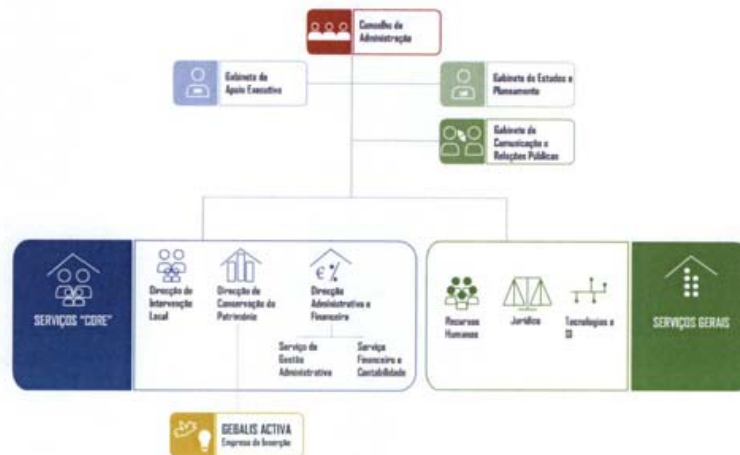 Conselho de
Administração
Gabinete de
Apoio Executivo
Gabinete de Estudos e
Planeamento
Gabinete de
Comunicação e
Relações Públicas
SERVIÇOS "CORE"
Direcção de
Intervenção
Local
Direcção de
Conservação do
Património
€ %
Direcção
Administrativa e
Financeira
Serviço de
Gestão
Administrativa
Serviço
Financeiro e
Contabilidade
Recursos
Humanos
Jurídico
Tecnologias e
SI
SERVIÇOS GERAIS
GEBALIS ACTIVA
Empresa de Inserção